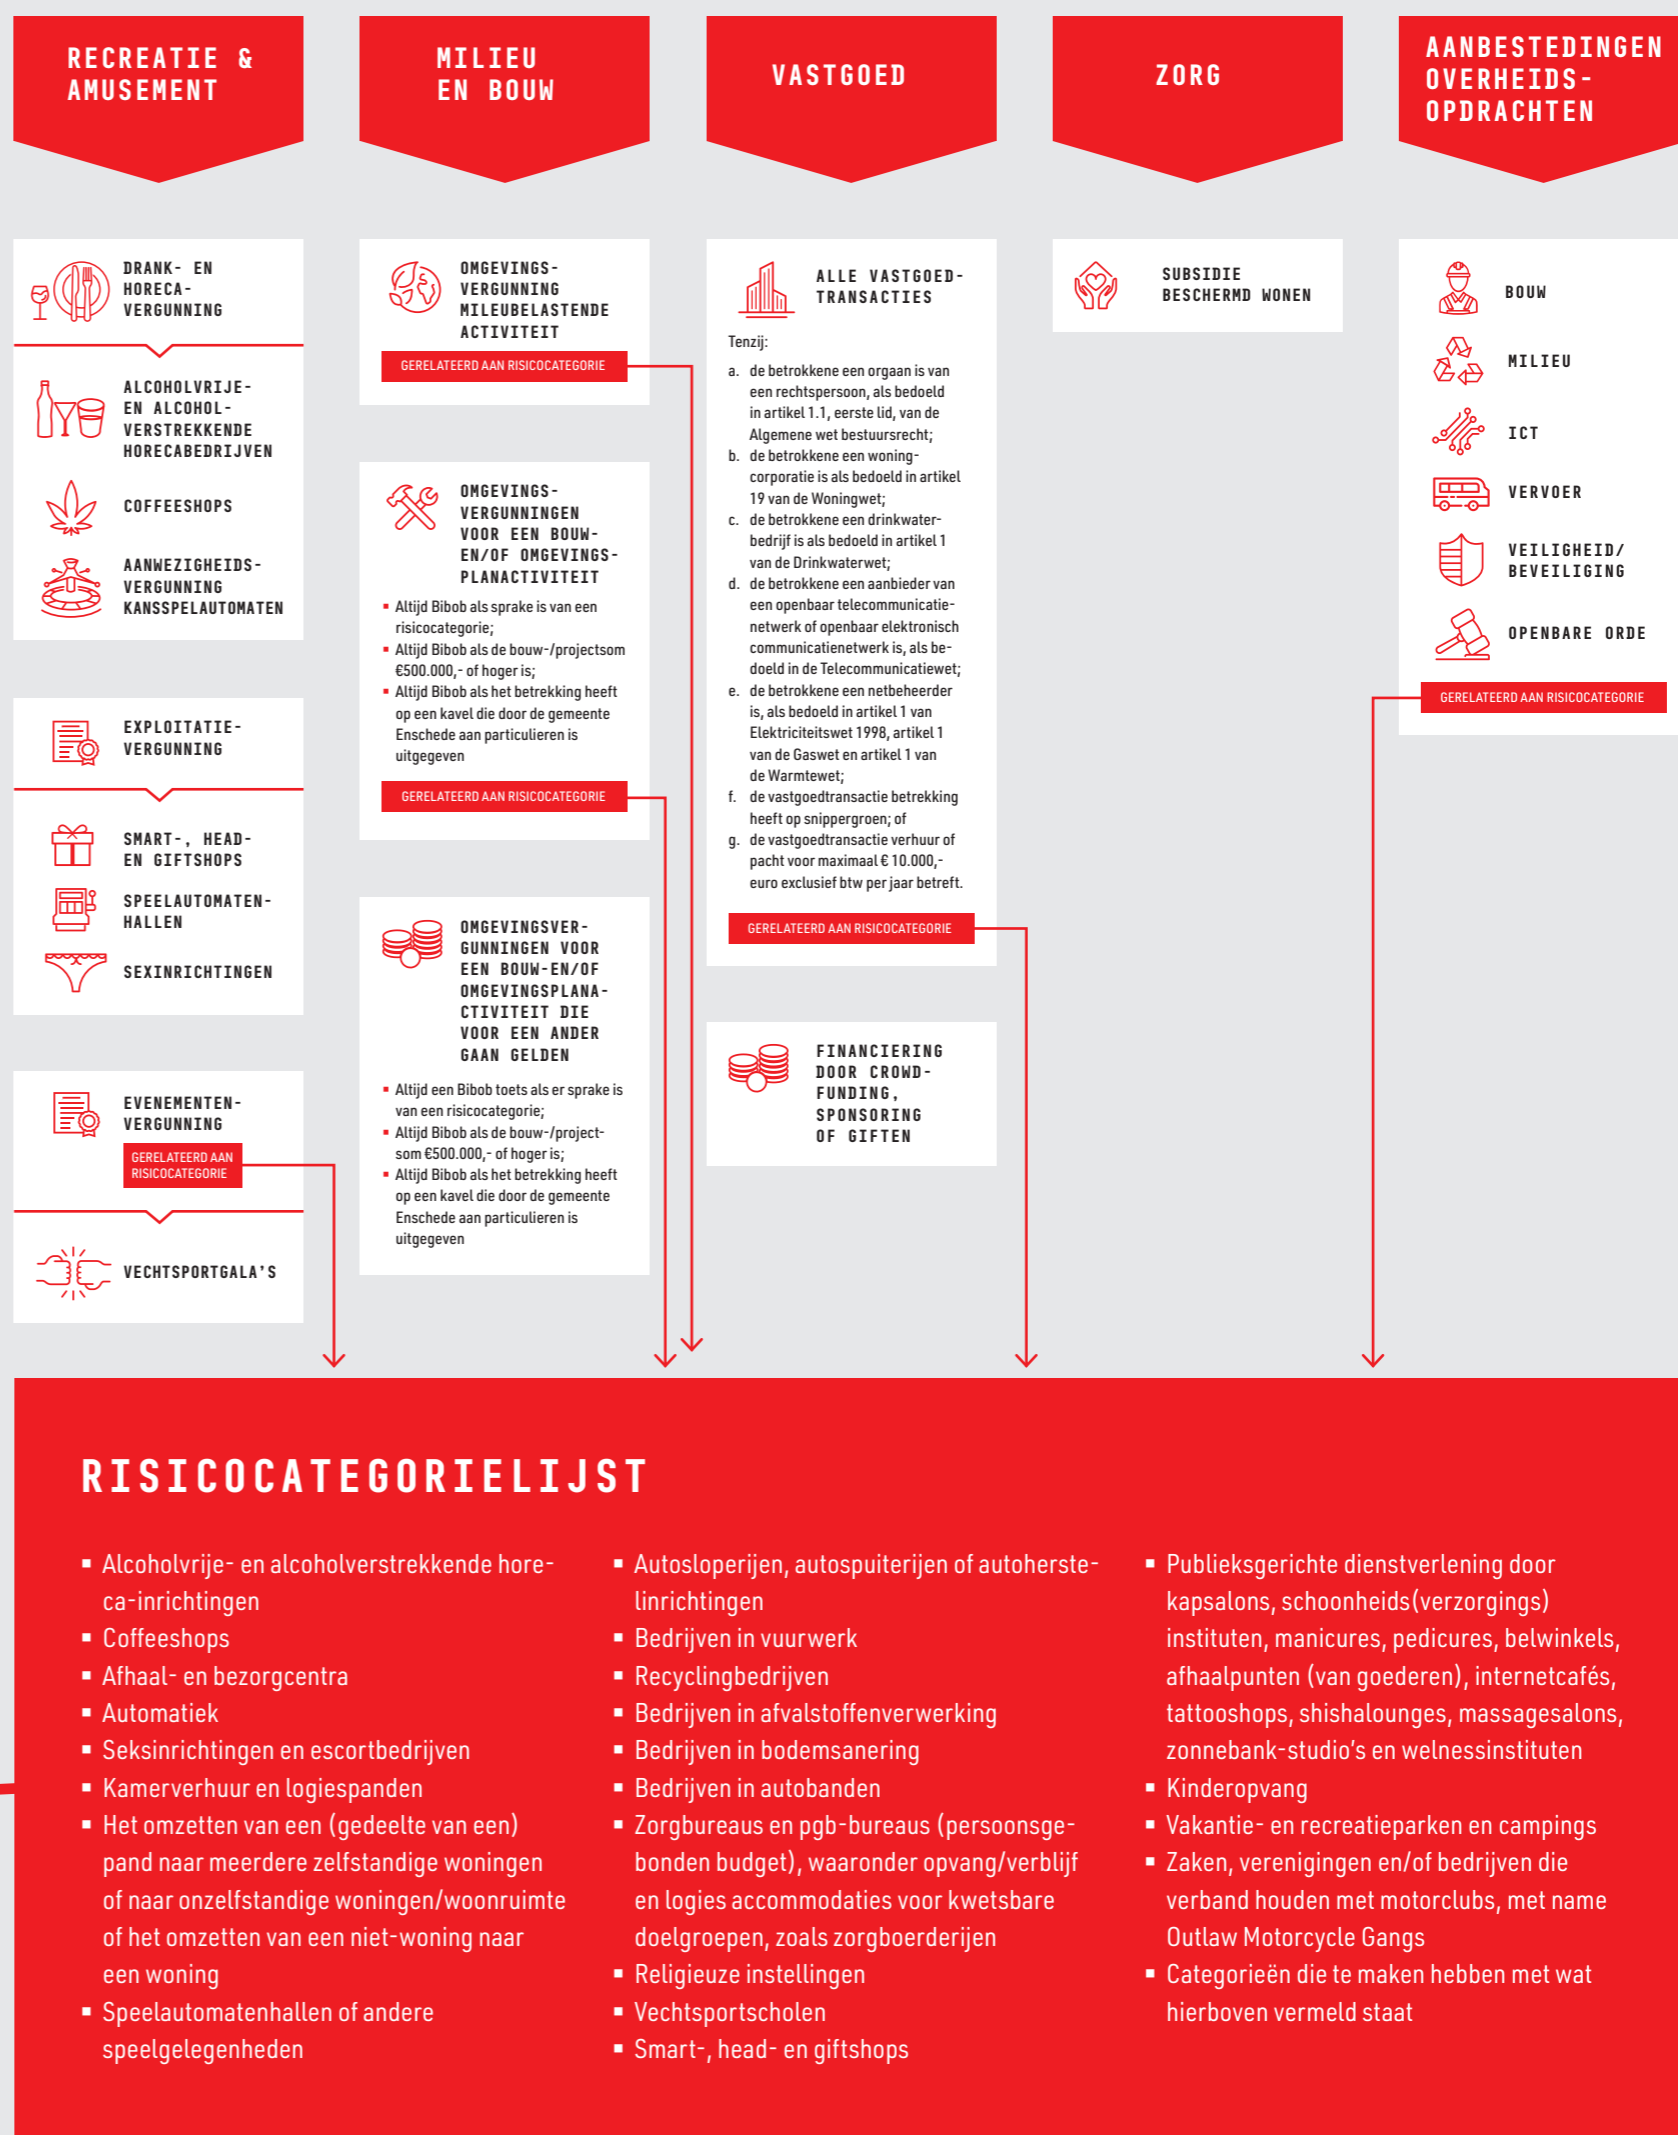 RECREATIE &
AMUSEMENT
DRANK- EN
HORECA-
VERGUNNING
ALCOHOLVRIJE-
EN ALCOHOL-
VERSTREKKENDE
HORECABEDRIJVEN
COFFEESHOPS
AANWEZIGHEIDS-
VERGUNNING
KANSSPELAUTOMATEN
EXPLOITATIE-
VERGUNNING
SMART-, HEAD-
EN GIFTSHOPS
SPEELAUTOMATEN-
HALLEN
SEXINRICHTINGEN
EVENEMENTEN-
VERGUNNING
GERELATEERD AAN
RISICOCATEGORIE
VECHTSPORTGALA'S
MILIEU
EN BOUW
OMGEVINGS-
VERGUNNING
MILEUBELASTENDE
ACTIVITEIT
GERELATEERD AAN RISICOCATEGORIE
OMGEVINGS-
VERGUNNINGEN
VOOR EEN BOUW-
EN/OF OMGEVINGS-
PLANACTIVITEIT
▪ Altijd Bibob als sprake is van een
risicocategorie;
▪ Altijd Bibob als de bouw-/projectsom
€500.000,- of hoger is;
▪ Altijd Bibob als het betrekking heeft
op een kavel die door de gemeente
Enschede aan particulieren is
uitgegeven
GERELATEERD AAN RISICOCATEGORIE
OMGEVINGSVER-
GUNNINGEN VOOR
EEN BOUW-EN/OF
OMGEVINGSPLANA-
CTIVITEIT DIE
VOOR EEN ANDER
GAAN GELDEN
▪ Altijd een Bibob toets als er sprake is
van een risicocategorie;
▪ Altijd Bibob als de bouw-/project-
som €500.000,- of hoger is;
▪ Altijd Bibob als het betrekking heeft
op een kavel die door de gemeente
Enschede aan particulieren is
uitgegeven
VASTGOED
ALLE VASTGOED-
TRANSACTIES
Tenzij:
a. de betrokkene een orgaan is van
een rechtspersoon, als bedoeld
in artikel 1.1, eerste lid, van de
Algemene wet bestuursrecht;
b. de betrokkene een woning-
corporatie is als bedoeld in artikel
19 van de Woningwet;
c. de betrokkene een drinkwater-
bedrijf is als bedoeld in artikel 1
van de Drinkwaterwet;
d. de betrokkene een aanbieder van
een openbaar telecommunicatie-
netwerk of openbaar elektronisch
communicatienetwerk is, als be-
doeld in de Telecommunicatiewet;
e. de betrokkene een netbeheerder
is, als bedoeld in artikel 1 van
Elektriciteitswet 1998, artikel 1
van de Gaswet en artikel 1 van
de Warmtewet;
f. de vastgoedtransactie betrekking
heeft op snippergroen; of
g. de vastgoedtransactie verhuur of
pacht voor maximaal € 10.000,-
euro exclusief btw per jaar betreft.
GERELATEERD AAN RISICOCATEGORIE
FINANCIERING
DOOR CROWD-
FUNDING,
SPONSORING
OF GIFTEN
ZORG
SUBSIDIE
BESCHERMD WONEN
AANBESTEDINGEN
OVERHEIDS-
OPDRACHTEN
BOUW
MILIEU
ICT
VERVOER
VEILIGHEID/
BEVEILIGING
OPENBARE ORDE
GERELATEERD AAN RISICOCATEGORIE
RISICOCATEGORIELIJST
▪ Alcoholvrije- en alcoholverstrekkende hore-
ca-inrichtingen
▪ Coffeeshops
▪ Afhaal- en bezorgcentra
▪ Automatiek
▪ Seksinrichtingen en escortbedrijven
▪ Kamerverhuur en logiespanden
▪ Het omzetten van een (gedeelte van een)
pand naar meerdere zelfstandige woningen
of naar onzelfstandige woningen/woonruimte
of het omzetten van een niet-woning naar
een woning
▪ Speelautomatenhallen of andere
speelgelegenheden
▪ Autosloperijen, autospuiterijen of autoherste-
linrichtingen
▪ Bedrijven in vuurwerk
▪ Recyclingbedrijven
▪ Bedrijven in afvalstoffenverwerking
▪ Bedrijven in bodemsanering
▪ Bedrijven in autobanden
▪ Zorgbureaus en pgb-bureaus (persoonsge-
bonden budget), waaronder opvang/verblijf
en logies accommodaties voor kwetsbare
doelgroepen, zoals zorgboerderijen
▪ Religieuze instellingen
▪ Vechtsportscholen
▪ Smart-, head- en giftshops
▪ Publieksgerichte dienstverlening door
kapsalons, schoonheids(verzorgings)
instituten, manicures, pedicures, belwinkels,
afhaalpunten (van goederen), internetcafés,
tattooshops, shishalounges, massagesalons,
zonnebank-studio's en welnessinstituten
▪ Kinderopvang
▪ Vakantie- en recreatieparken en campings
▪ Zaken, verenigingen en/of bedrijven die
verband houden met motorclubs, met name
Outlaw Motorcycle Gangs
▪ Categorieën die te maken hebben met wat
hierboven vermeld staat